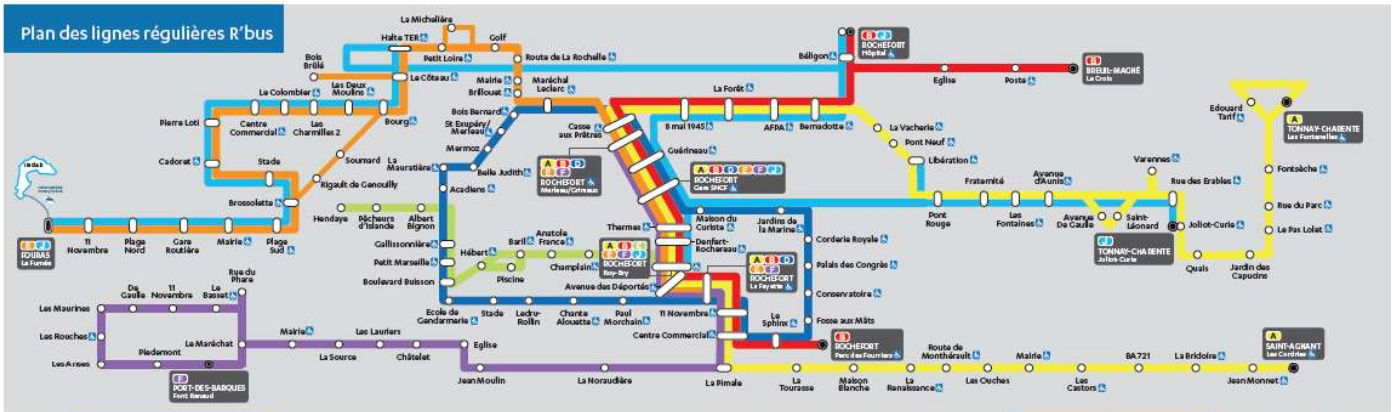 Plan des lignes régulières R'bus
La Michelière
Halte TER
Petit Loire
Golf
Route de La Rochelle
Bois
Brûlé
Les Deux
Moulins
Le Côteau
Mairie
Brillouet
Maréchal
Leclerc
Le Colombier
Pierre Loti
Centre
Commercial
Les
Charmilles 2
Bourg
Cadoret
Stade
Soumard
Rigault de Genouilly
Brossolette
E J
FOURAS
La Fumée
11
Novembre
Plage
Nord
Gare
Routière
Mairie
Plage
Sud
Béligon
B J
ROCHEFORT
Hôpital
Eglise
Poste
B
BREUIL-MAGNÉ
La Croix
La Forêt
8 mai 1945
AFPA
Bernadotte
La Vacherie
Pont Neuf
Libération
Bois Bernard
St Exupéry/
Merleau
Mermoz
La
Mauratière
Belle Judith
Acadiens
Casse
aux Prêtres
A B D
E F
ROCHEFORT
Merleau/Grimaux
Guérineau
A B D E F J
ROCHEFORT
Gare SNCF
Edouard
Tarif
A
TONNAY-CHARENTE
Les Fontanelles
Fontsèche
Rue du Parc
Le Pas Lolet
Varennes
Rue des Erables
Pont
Rouge
Fraternité
Les
Fontaines
Avenue
d'Aunis
Avenue
De Gaulle
Saint-
Léonard
J
TONNAY-CHARENTE
Joliot-Curie
Joliot-Curie
Quais
Jardin des
Capucins
Hendaye
Pêcheurs
d'Islande
Albert
Bignon
Gallissonnière
Petit Marseille
Boulevard Buisson
Hébert
Baril
Piscine
Anatole
France
Champlain
Thermes
A B C
E F J
ROCHEFORT
Roy-Bry
Avenue des Déportés
Maison du
Curiste
Denfert-
Rochereau
Jardins de
la Marine
Corderie Royale
Palais des Congrès
Conservatoire
Fosse aux Mâts
A B D
E F
ROCHEFORT
La Fayette
Ecole de
Gendarmerie
Stade
Ledru-
Rollin
Chante
Alouette
Paul
Morchain
11 Novembre
Centre Commercial
Le
Sphinx
B
ROCHEFORT
Parc des Fourriers
Rue du
Phare
De
Gaulle
11
Novembre
Le
Basset
Les Maurines
Les Rouches
Les Anses
Piedemont
Le Maréchat
F
PORT-DES-BARQUES
Font Renaud
Mairie
La Source
Les Lauriers
Châtelet
Eglise
Jean Moulin
La Noraudière
La Pimale
La
Tourasse
Maison
Blanche
La
Renaissance
Route de
Monthérault
Les Ouches
Mairie
Les
Castors
BA 721
La Bridoire
Jean Monnet
A
SAINT-AGNANT
Les Cordries